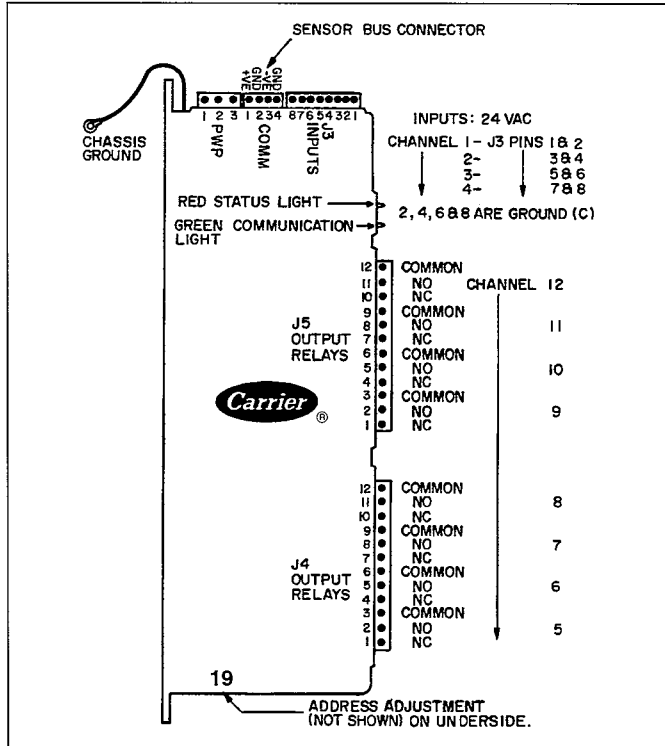 SENSOR BUS CONNECTOR
+VE
GND
-VE
GND
1 2 3 1 2 3 4 8 7 6 5 4 3 2 1
PWP
COMM
J3
INPUTS
CHASSIS
GROUND
INPUTS: 24 VAC
CHANNEL 1- J3 PINS 1 & 2
2- 3 & 4
3- 5 & 6
4- 7 & 8
RED STATUS LIGHT
2, 4, 6 & 8 ARE GROUND (C)
GREEN COMMUNICATION
LIGHT
12 COMMON
11 NO CHANNEL 12
10 NC
9 COMMON
J5
OUTPUT
RELAYS
8 NO 11
7 NC
6 COMMON
5 NO 10
4 NC
3 COMMON
2 NO 9
1 NC
Carrier
®
12 COMMON
11 NO 8
10 NC
9 COMMON
8 NO 7
7 NC
J4
OUTPUT
RELAYS
6 COMMON
5 NO 6
4 NC
3 COMMON
2 NO 5
1 NC
19
ADDRESS ADJUSTMENT
(NOT SHOWN) ON UNDERSIDE.